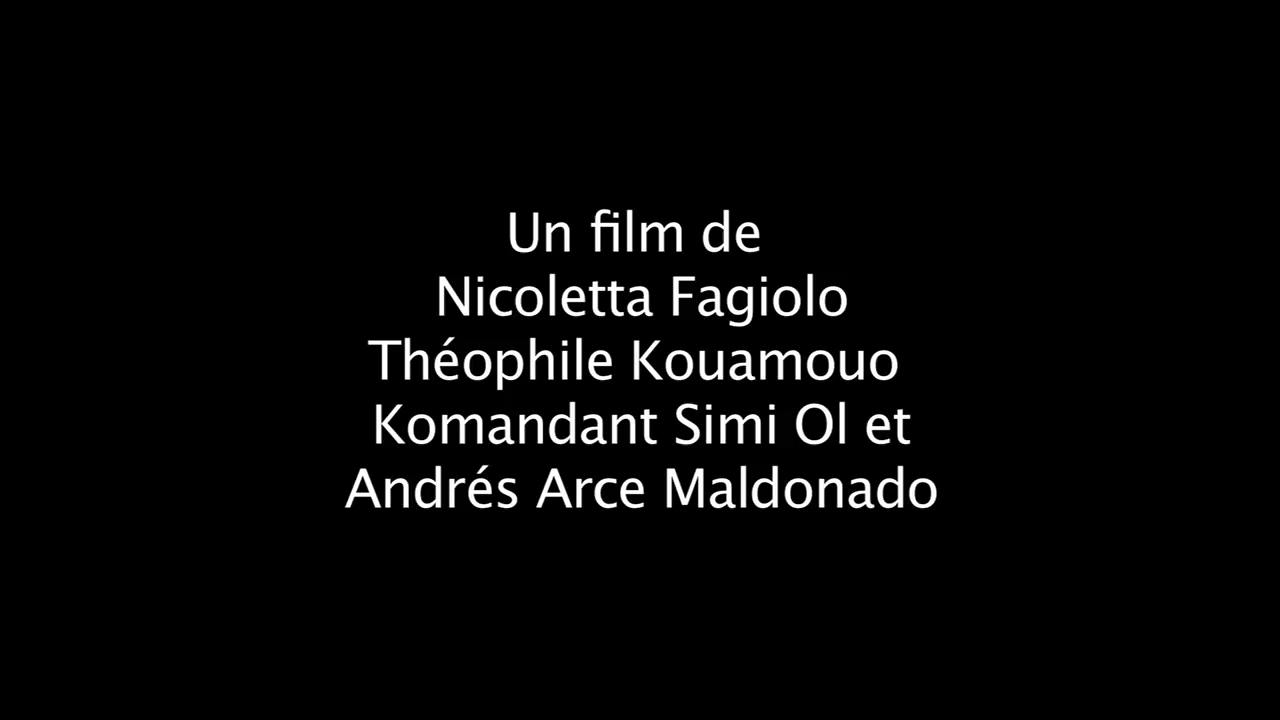 Un film de
Nicoletta Fagiolo
Théophile Kouamouo
Komandant Simi Ol et
Andrés Arce Maldonado